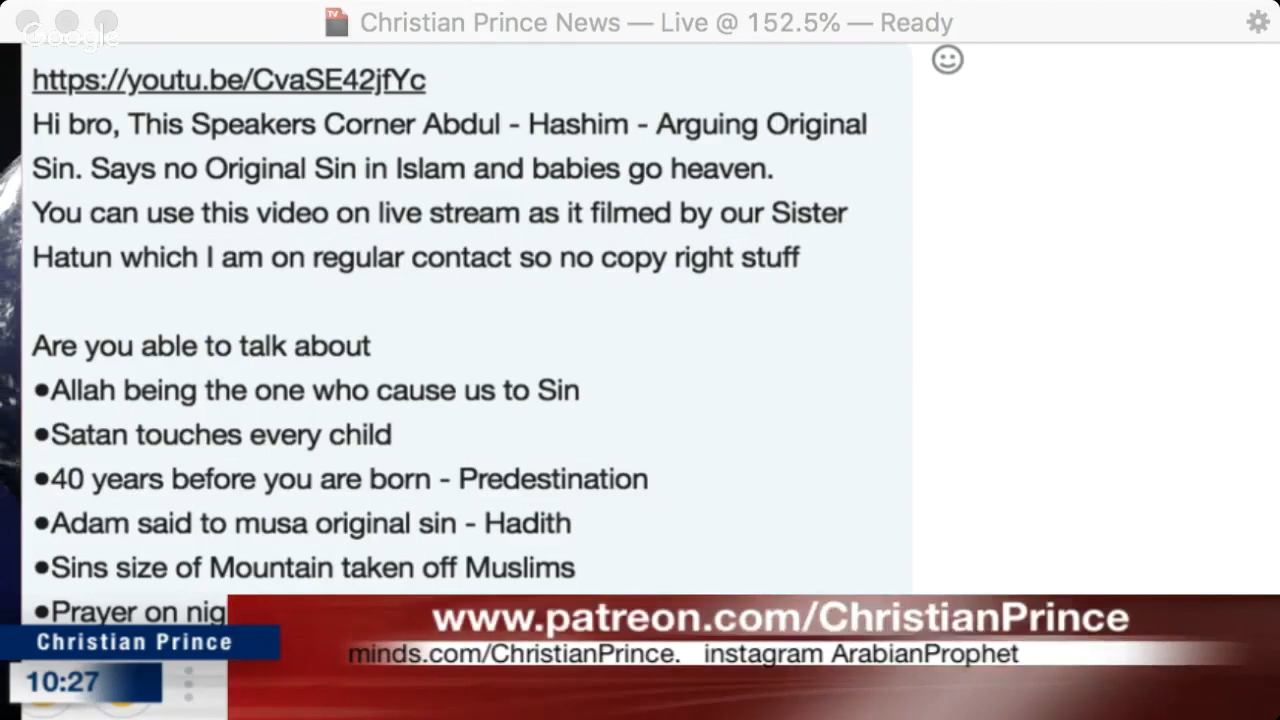 Christian Prince News — Live @ 152.5% — Ready
Google
https://youtu.be/CvaSE42jfYc
Hi bro, This Speakers Corner Abdul - Hashim - Arguing Original
Sin. Says no Original Sin in Islam and babies go heaven.
You can use this video on live stream as it filmed by our Sister
Hatun which I am on regular contact so no copy right stuff
Are you able to talk about
●Allah being the one who cause us to Sin
●Satan touches every child
●40 years before you are born - Predestination
●Adam said to musa original sin - Hadith
●Sins size of Mountain taken off Muslims
●Prayer on nig
www.patreon.com/ChristianPrince
Christian Prince
minds.com/ChristianPrince. instagram ArabianProphet
10:27